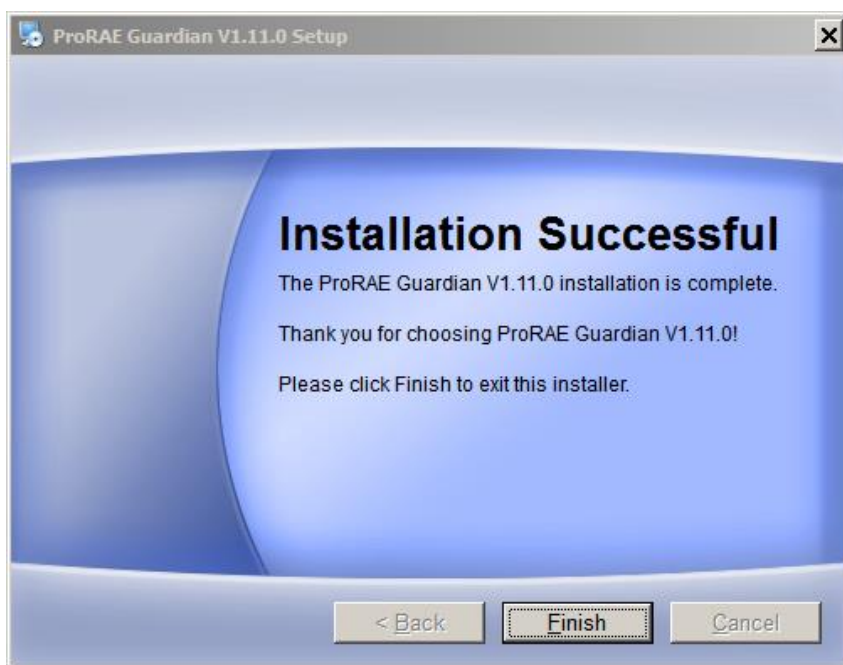 ProRAE Guardian V1.11.0 Setup
Installation Successful
The ProRAE Guardian V1.11.0 installation is complete.
Thank you for choosing ProRAE Guardian V1.11.0!
Please click Finish to exit this installer.
< Back Finish Cancel